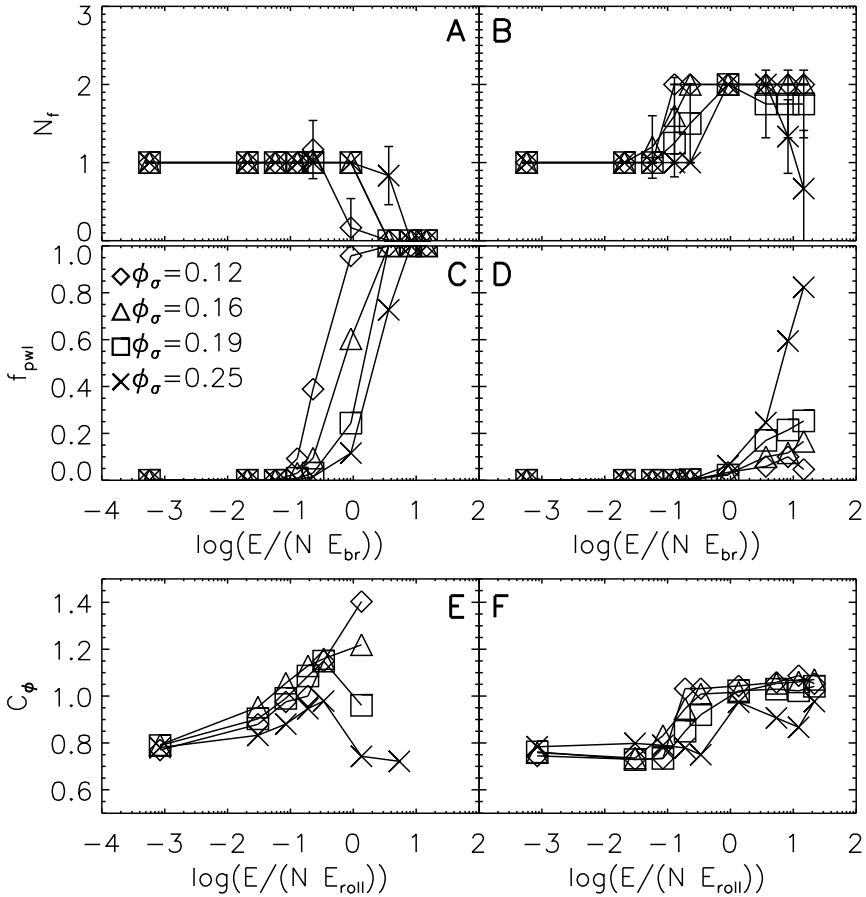 3
2
1
0
N_f
A
B
1.0
0.8
0.6
0.4
0.2
0.0
f_pwl
C
D
◇ϕ_σ=0.12
△ϕ_σ=0.16
□ϕ_σ=0.19
×ϕ_σ=0.25
−4 −3 −2 −1 0 1 2 −3 −2 −1 0 1 2
log(E/(N E_br)) log(E/(N E_br))
1.4
1.2
1.0
0.8
0.6
C_ϕ
E
F
−4 −3 −2 −1 0 1 2 −3 −2 −1 0 1 2
log(E/(N E_roll)) log(E/(N E_roll))